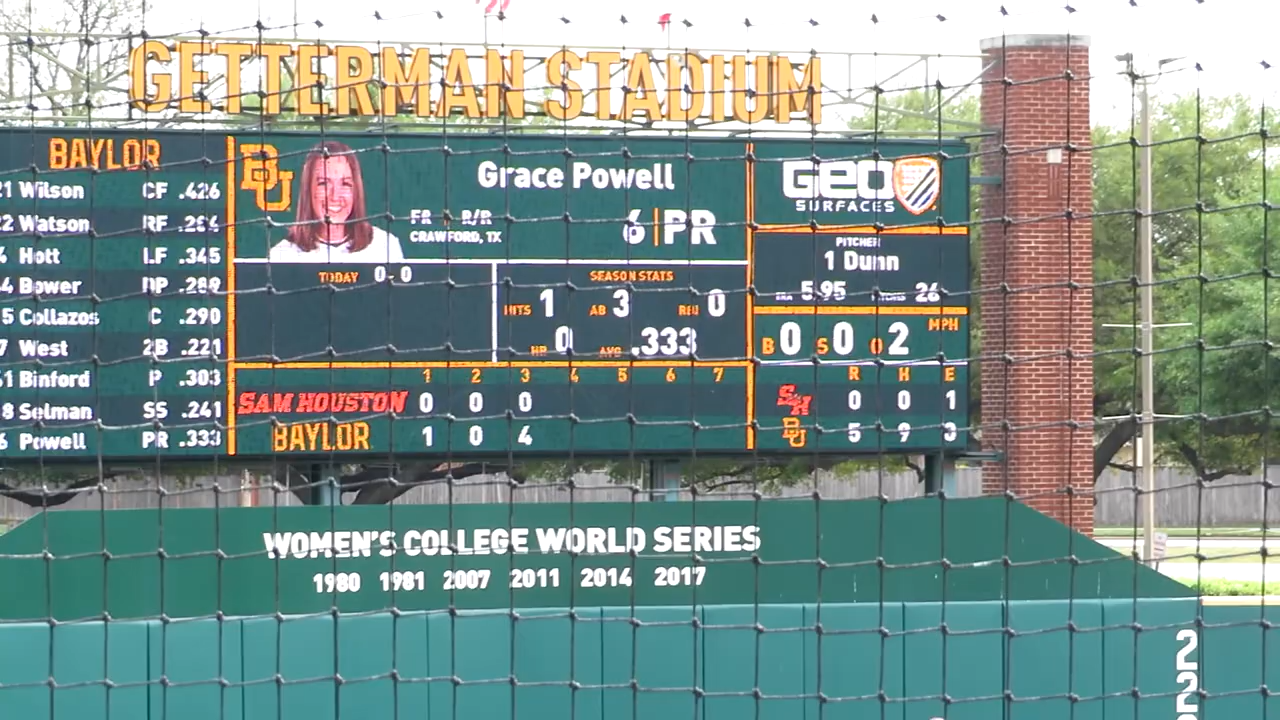 GETTERMAN STADIUM
BAYLOR
21 Wilson CF .426
22 Watson RF
Hott LF .345
4 Bower DP .289
5 Collazos C .290
7 West 2B .221
Binford P .303
8 Selman SS .241
6 Powell PR .333
BU
Grace Powell
FR R/R
CRAWFORD, TX
6 PR
TODAY 0-0
SEASON STATS
HITS 1 AB 3 RBI 0
HR 0 AVG .333
GEO
SURFACES
PITCHER
1 Dunn
ERA 5.95 PITCHES 26
B 0 S 0 O 2 MPH
1 2 3 4 5 6 7 R H E
SAM HOUSTON 0 0 0 SH 0 0 1
BAYLOR 1 0 4 BU 5 9 3
WOMEN'S COLLEGE WORLD SERIES
1980 1981 2007 2011 2014 2017
22